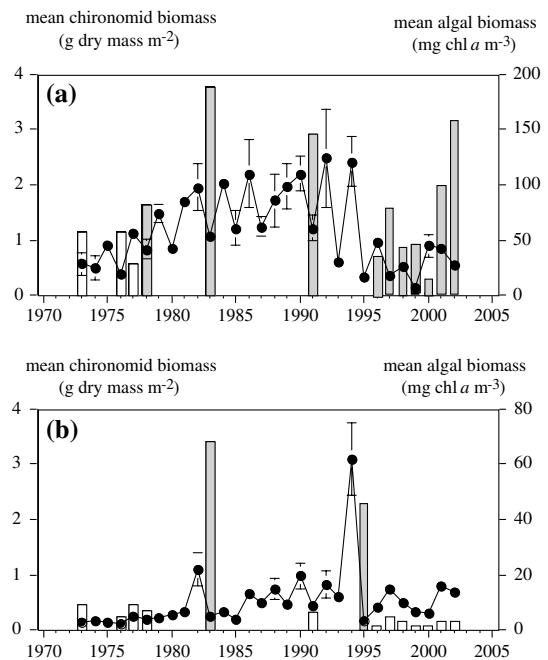 mean chironomid biomass
(g dry mass m-2)
mean algal biomass
(mg chl a m-3)
(a)
4
3
2
1
0
200
150
100
50
0
1970 1975 1980 1985 1990 1995 2000 2005
mean chironomid biomass
(g dry mass m-2)
mean algal biomass
(mg chl a m-3)
(b)
4
3
2
1
0
80
60
40
20
0
1970 1975 1980 1985 1990 1995 2000 2005